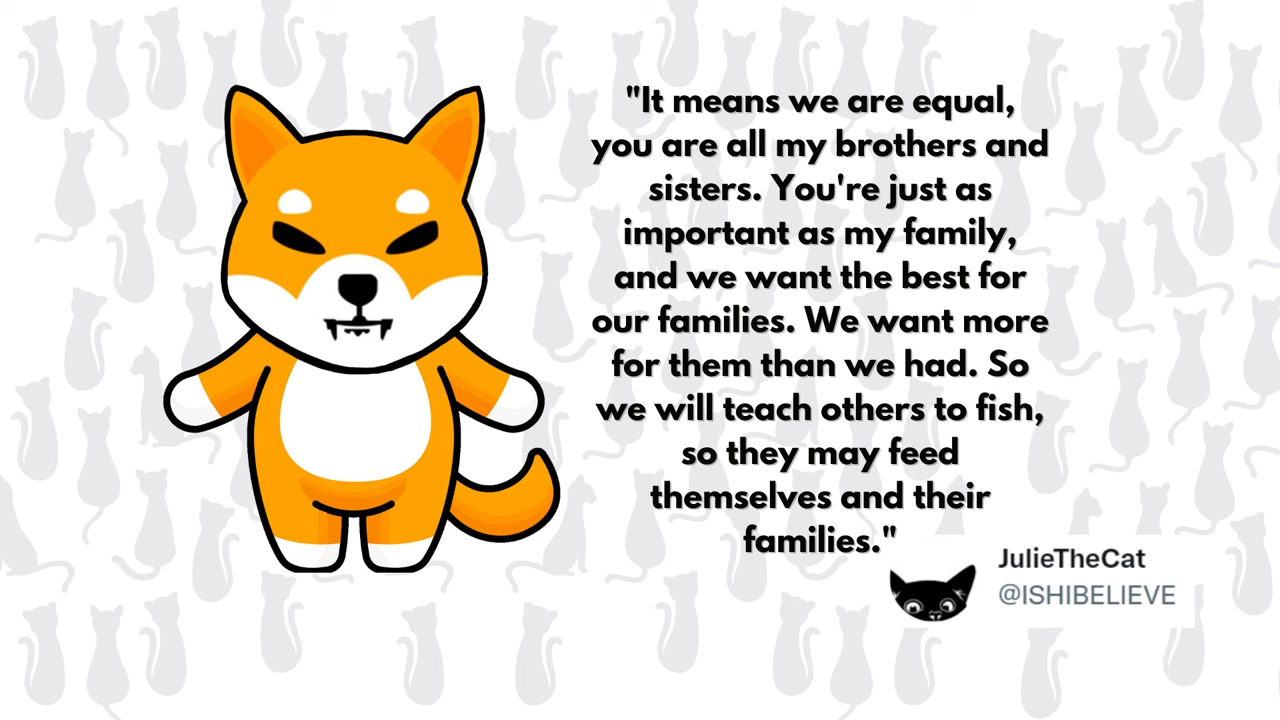 "It means we are equal,
you are all my brothers and
sisters. You're just as
important as my family,
and we want the best for
our families. We want more
for them than we had. So
we will teach others to fish,
so they may feed
themselves and their
families."
JulieTheCat
@ISHIBELIEVE